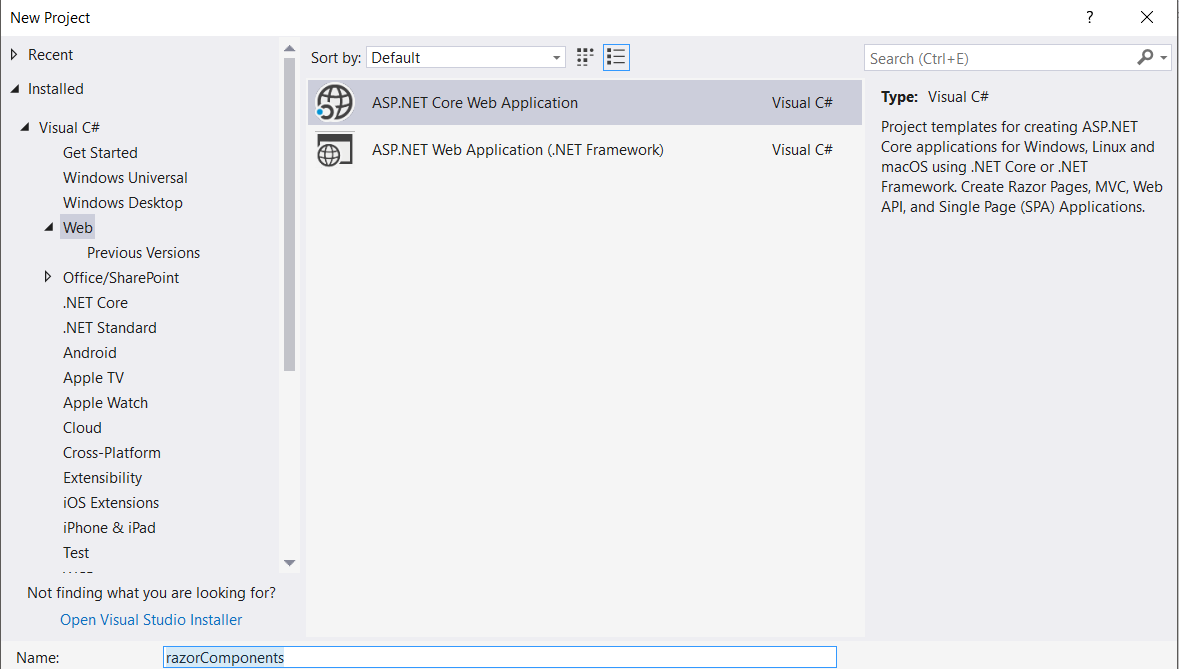 New Project
?
Recent
Installed
Visual C#
Get Started
Windows Universal
Windows Desktop
Web
Previous Versions
Office/SharePoint
.NET Core
.NET Standard
Android
Apple TV
Apple Watch
Cloud
Cross-Platform
Extensibility
iOS Extensions
iPhone & iPad
Test
Not finding what you are looking for?
Open Visual Studio Installer
Sort by: Default
ASP.NET Core Web Application Visual C#
ASP.NET Web Application (.NET Framework) Visual C#
Search (Ctrl+E)
Type: Visual C#
Project templates for creating ASP.NET
Core applications for Windows, Linux and
macOS using .NET Core or .NET
Framework. Create Razor Pages, MVC, Web
API, and Single Page (SPA) Applications.
Name: razorComponents